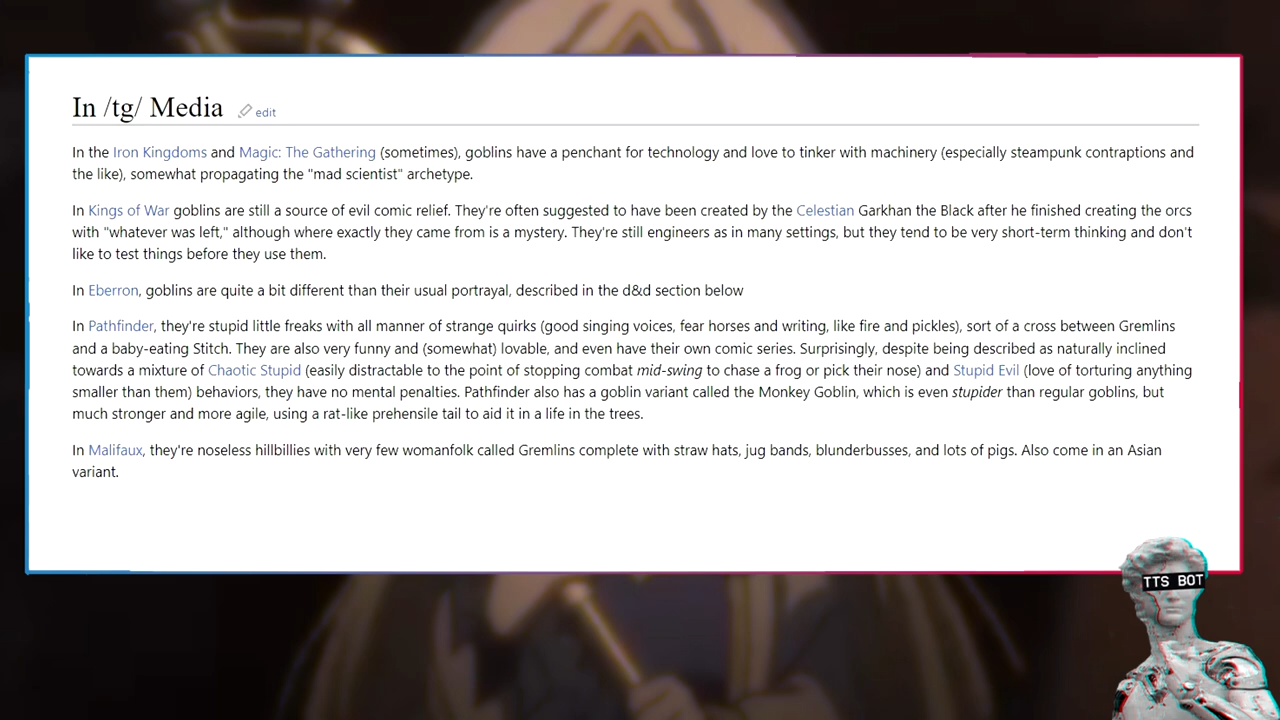 In /tg/ Media edit
In the Iron Kingdoms and Magic: The Gathering (sometimes), goblins have a penchant for technology and love to tinker with machinery (especially steampunk contraptions and
the like), somewhat propagating the "mad scientist" archetype.
In Kings of War goblins are still a source of evil comic relief. They're often suggested to have been created by the Celestian Garkhan the Black after he finished creating the orcs
with "whatever was left," although where exactly they came from is a mystery. They're still engineers as in many settings, but they tend to be very short-term thinking and don't
like to test things before they use them.
In Eberron, goblins are quite a bit different than their usual portrayal, described in the d&d section below
In Pathfinder, they're stupid little freaks with all manner of strange quirks (good singing voices, fear horses and writing, like fire and pickles), sort of a cross between Gremlins
and a baby-eating Stitch. They are also very funny and (somewhat) lovable, and even have their own comic series. Surprisingly, despite being described as naturally inclined
towards a mixture of Chaotic Stupid (easily distractable to the point of stopping combat mid-swing to chase a frog or pick their nose) and Stupid Evil (love of torturing anything
smaller than them) behaviors, they have no mental penalties. Pathfinder also has a goblin variant called the Monkey Goblin, which is even stupider than regular goblins, but
much stronger and more agile, using a rat-like prehensile tail to aid it in a life in the trees.
In Malifaux, they're noseless hillbillies with very few womanfolk called Gremlins complete with straw hats, jug bands, blunderbusses, and lots of pigs. Also come in an Asian
variant.
TTS BOT